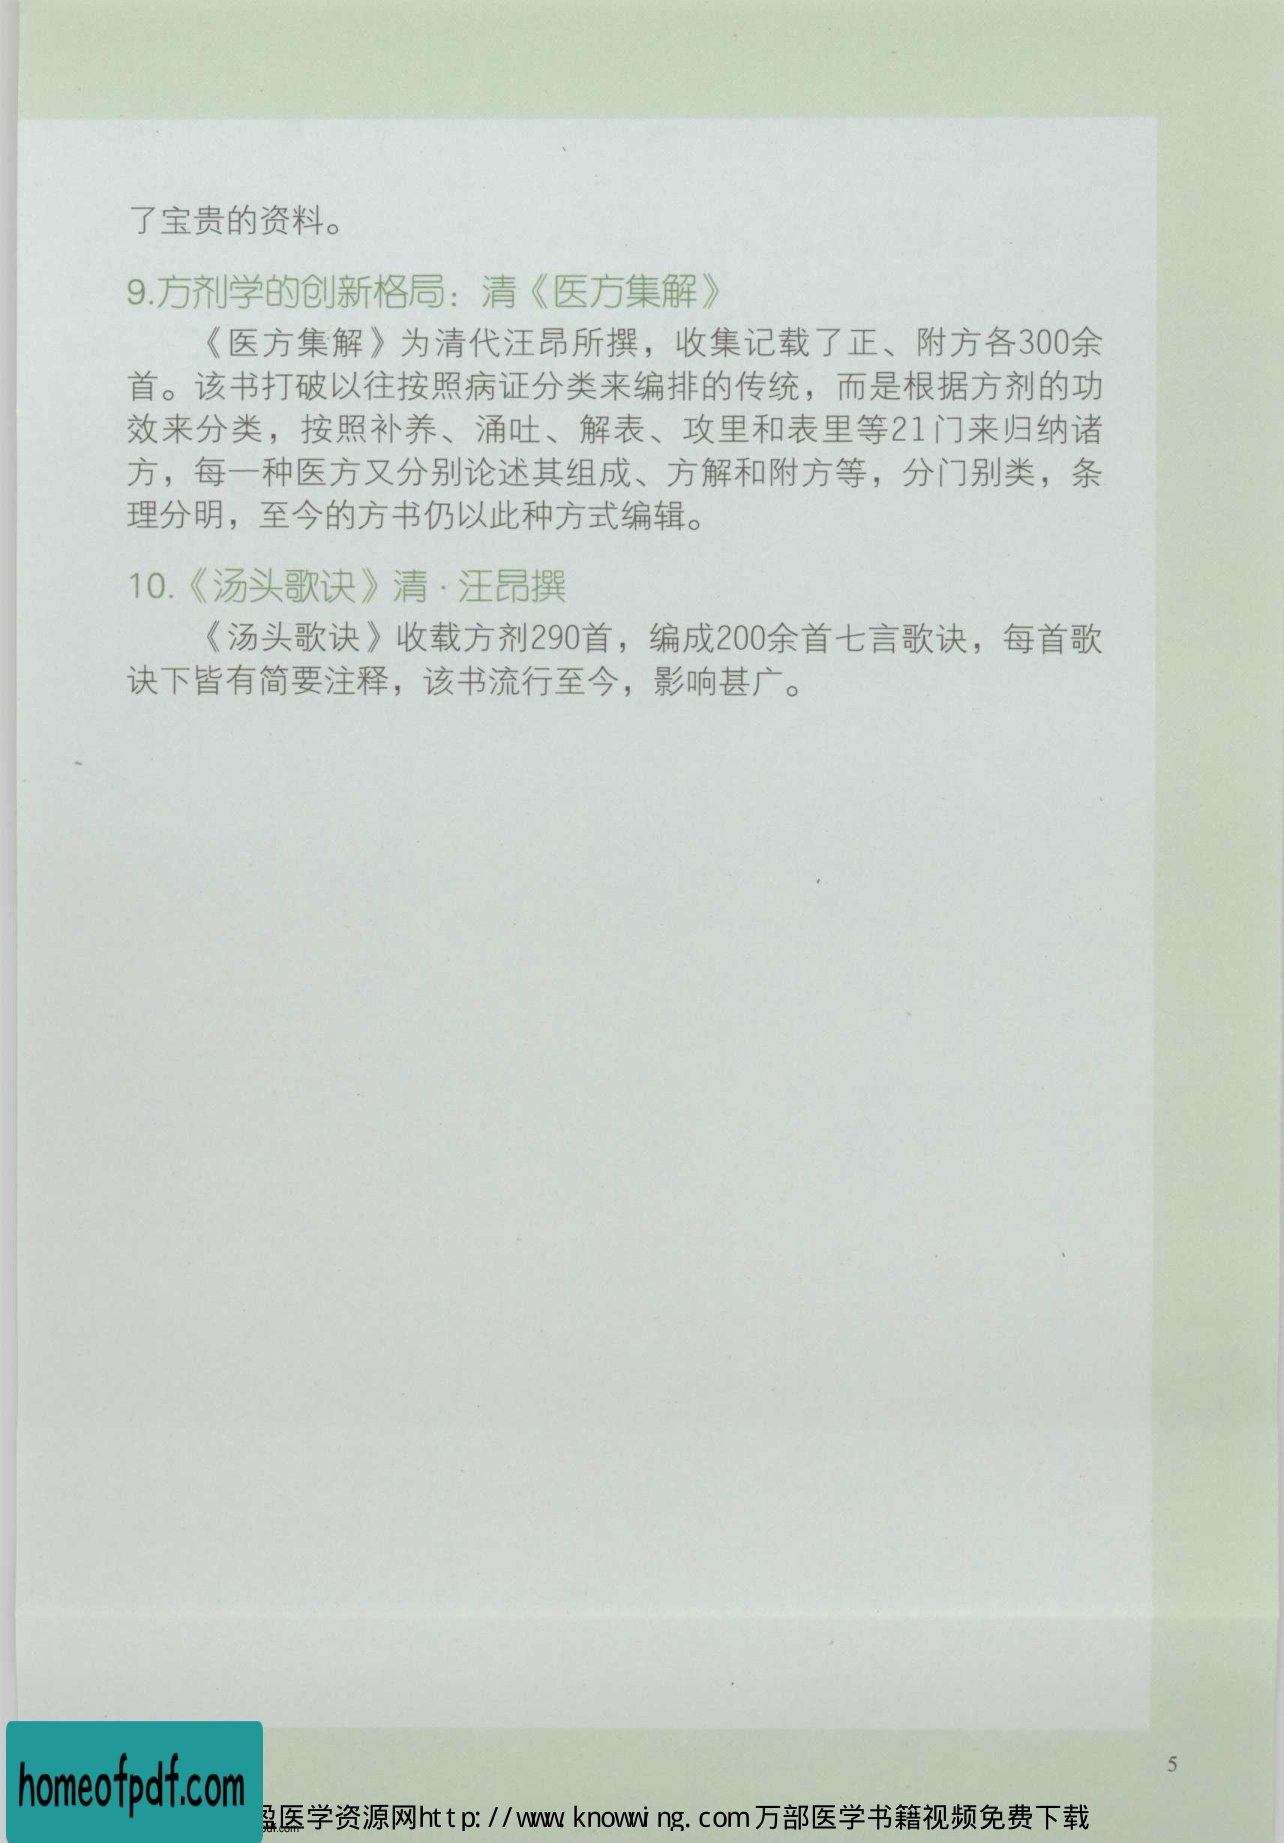 了宝贵的资料。
9.方剂学的创新格局：清《医方集解》
《医方集解》为清代汪昂所撰，收集记载了正、附方各300余
首。该书打破以往按照病证分类来编排的传统，而是根据方剂的功
效来分类，按照补养、涌吐、解表、攻里和表里等21门来归纳诸
方，每一种医方又分别论述其组成、方解和附方等，分门别类，条
理分明，至今的方书仍以此种方式编辑。
10.《汤头歌诀》清·汪昂撰
《汤头歌诀》收载方剂290首，编成200余首七言歌诀，每首歌
诀下皆有简要注释，该书流行至今，影响甚广。
5
homeofpdf.com
盈医学资源网http://www.knowwing.com万部医学书籍视频免费下载